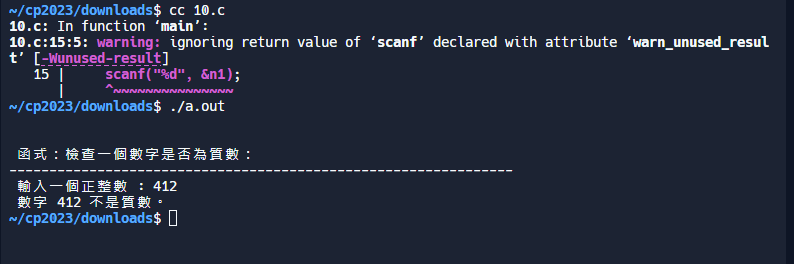 ~/cp2023/downloads$ cc 10.c
10.c: In function ‘main’:
10.c:15:5: warning: ignoring return value of ‘scanf’ declared with attribute ‘warn_unused_resul
t’ [-Wunused-result]
   15 |     scanf("%d", &n1);
      |     ^~~~~~~~~~~~~~~~
~/cp2023/downloads$ ./a.out
 函式：檢查一個數字是否為質數：
---------------------------------------------------------------
 輸入一個正整數 : 412
 數字 412 不是質數。
~/cp2023/downloads$